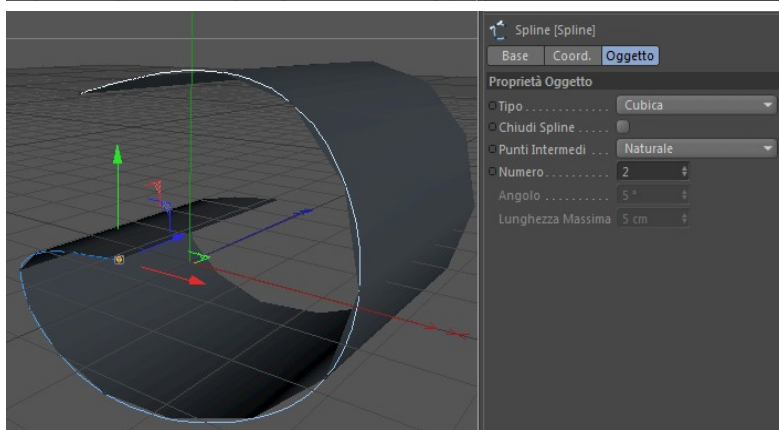 Spline [Spline]
Base Coord. Oggetto
Proprietà Oggetto
Tipo . . . . . . . . . . . . Cubica
Chiudi Spline . . . . .
Punti Intermedi . . . Naturale
Numero. . . . . . . . . . 2
Angolo . . . . . . . . . . 5 °
Lunghezza Massima 5 cm